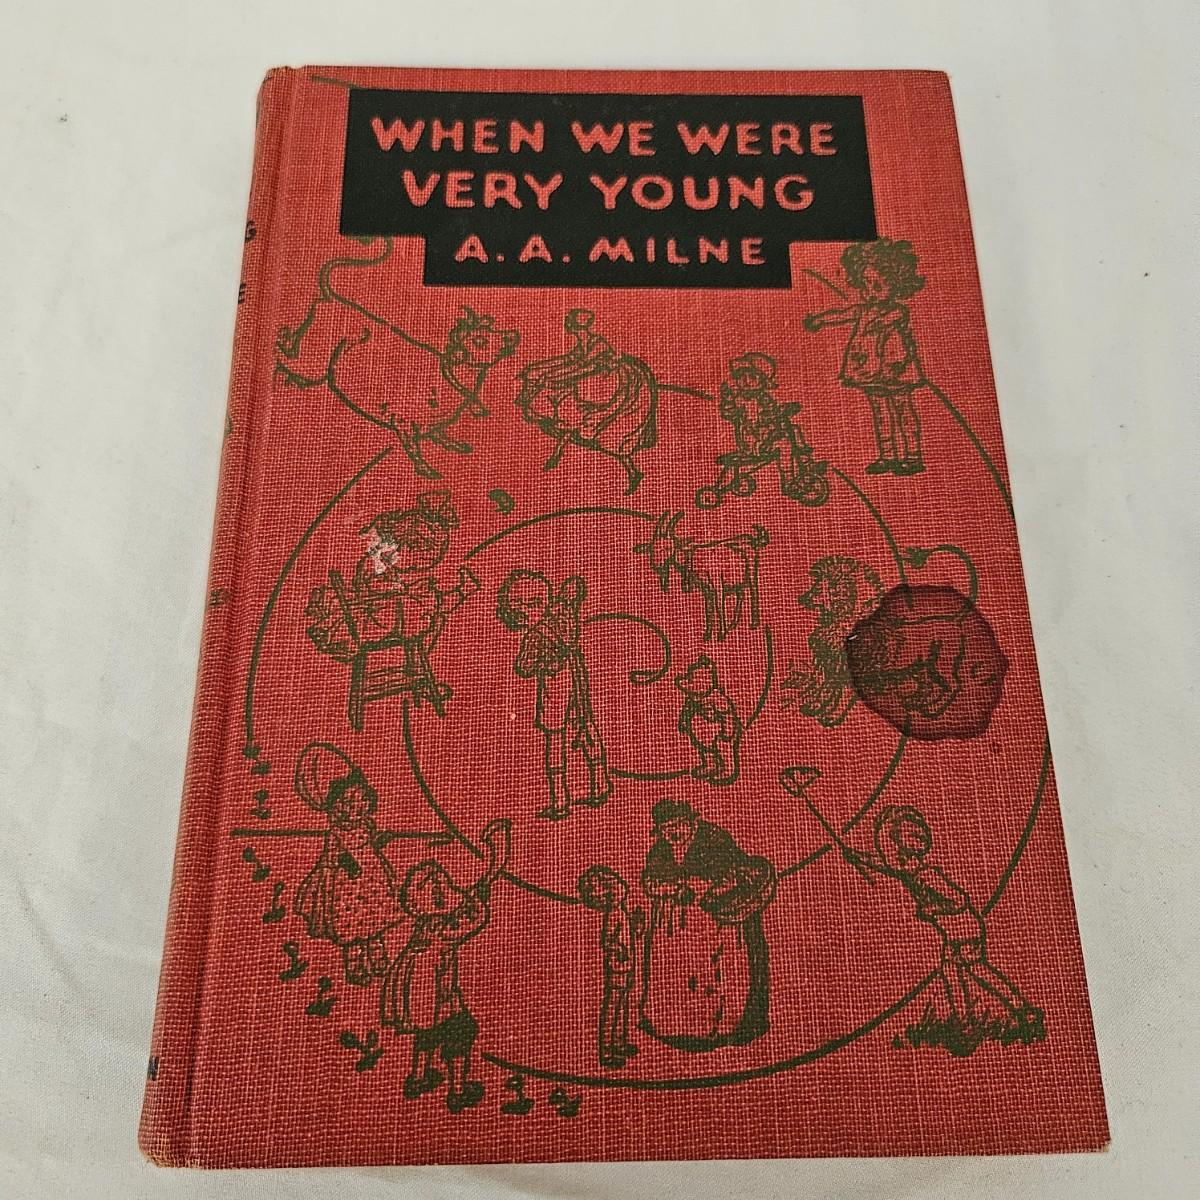 WHEN WE WERE
VERY YOUNG
A. A. MILNE